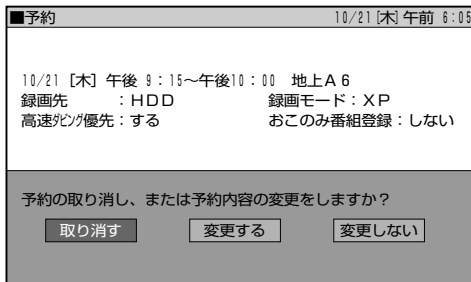 ■予約 10/21 [木] 午前 6:05
10/21 [木] 午後 9:15～午後10:00 地上A6
録画先 :HDD 録画モード:XP
高速ﾀﾞﾋﾞﾝｸﾞ優先:する おこのみ番組登録:しない
予約の取り消し、または予約内容の変更をしますか?
取り消す 変更する 変更しない